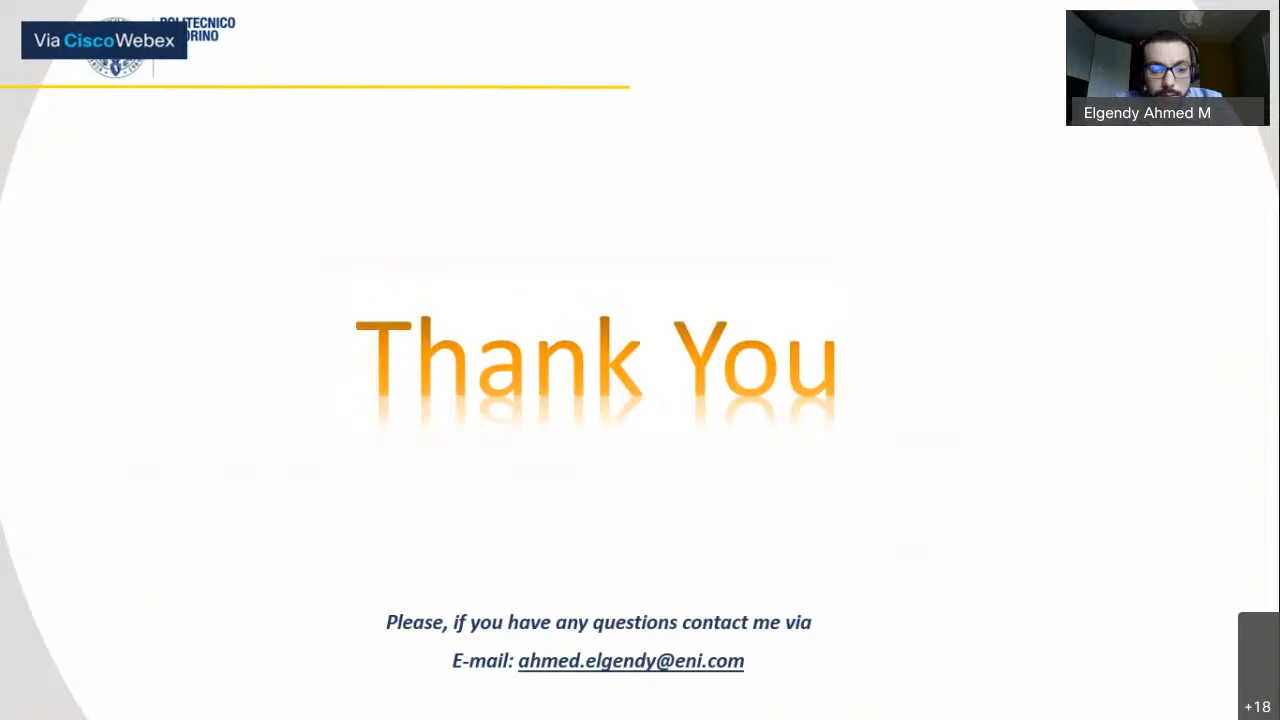 Via CiscoWebex
POLITECNICO
ORINO
Elgendy Ahmed M
Thank You
Please, if you have any questions contact me via
E-mail: ahmed.elgendy@eni.com
+18